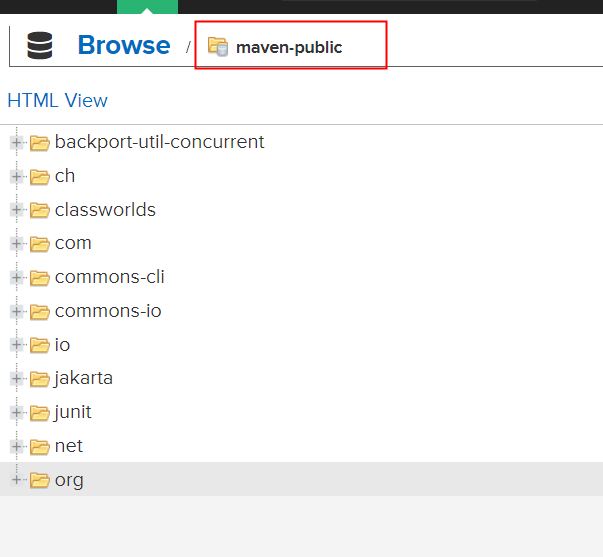 Browse / maven-public
HTML View
backport-util-concurrent
ch
classworlds
com
commons-cli
commons-io
io
jakarta
junit
net
org